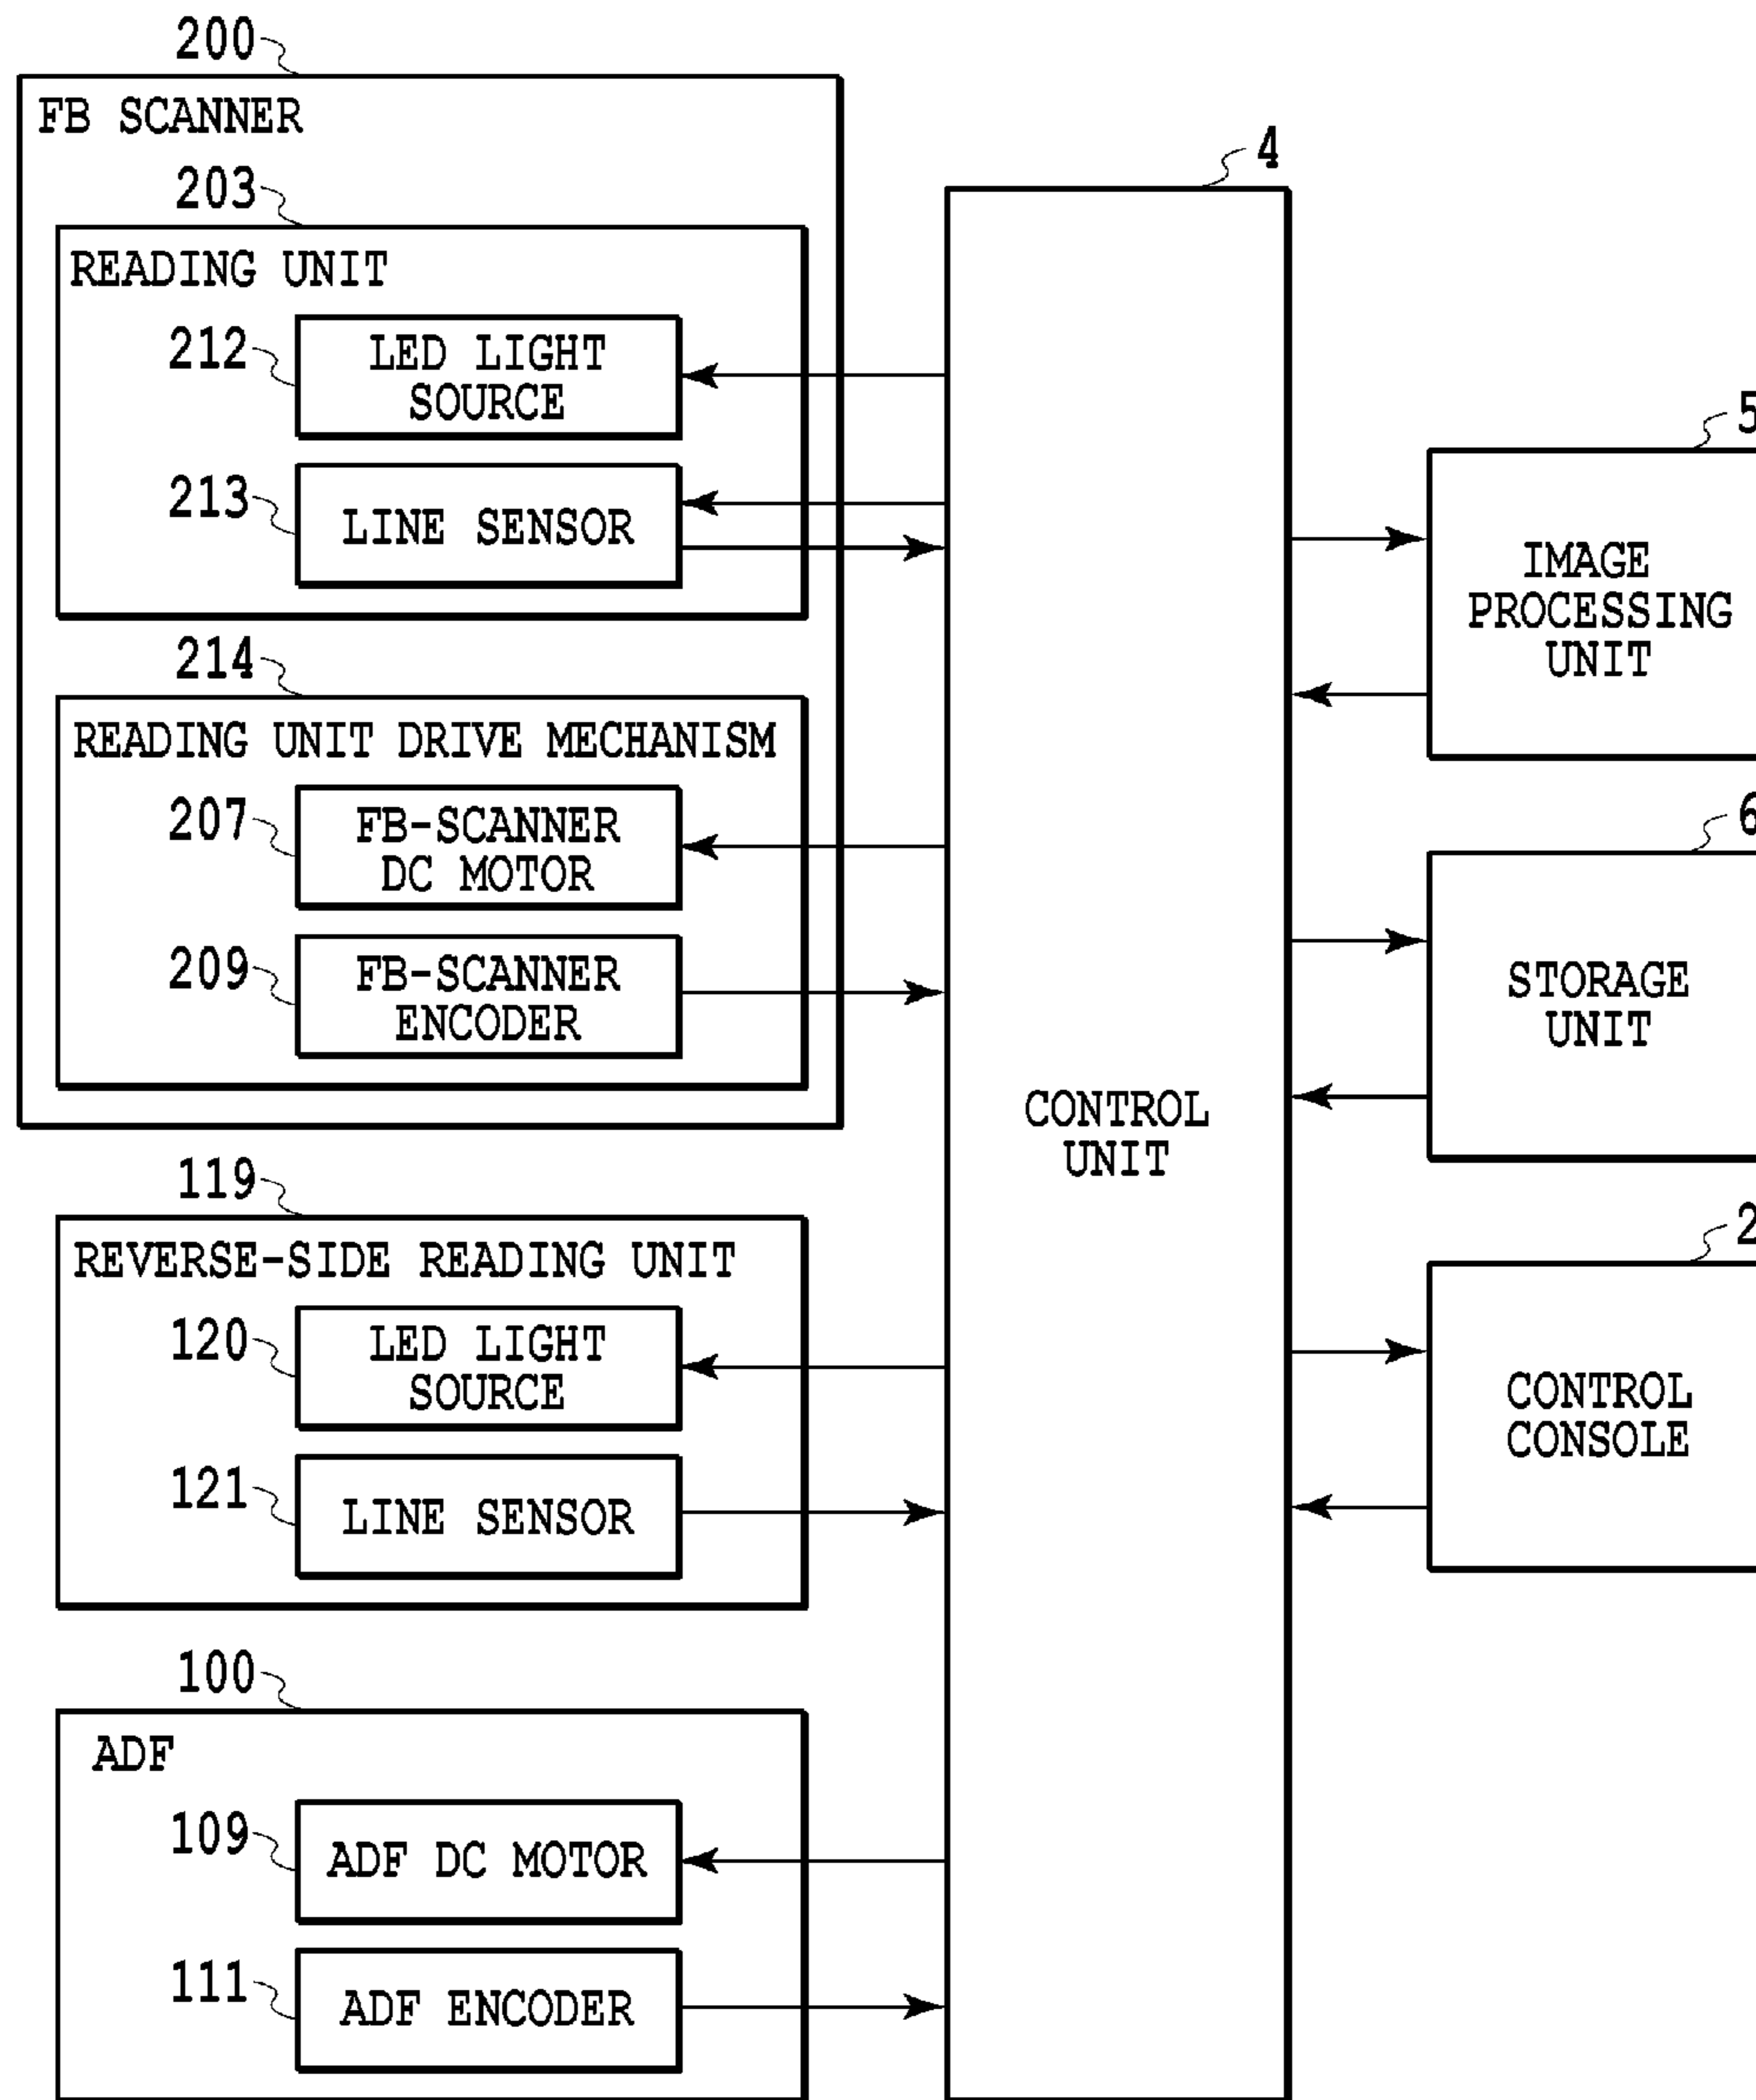 200
FB SCANNER
203
READING UNIT
212
LED LIGHT
SOURCE
213
LINE SENSOR
214
READING UNIT DRIVE MECHANISM
207
FB-SCANNER
DC MOTOR
209
FB-SCANNER
ENCODER
119
REVERSE-SIDE READING UNIT
120
LED LIGHT
SOURCE
121
LINE SENSOR
100
ADF
109
ADF DC MOTOR
111
ADF ENCODER
4
CONTROL
UNIT
5
IMAGE
PROCESSING
UNIT
6
STORAGE
UNIT
2
CONTROL
CONSOLE